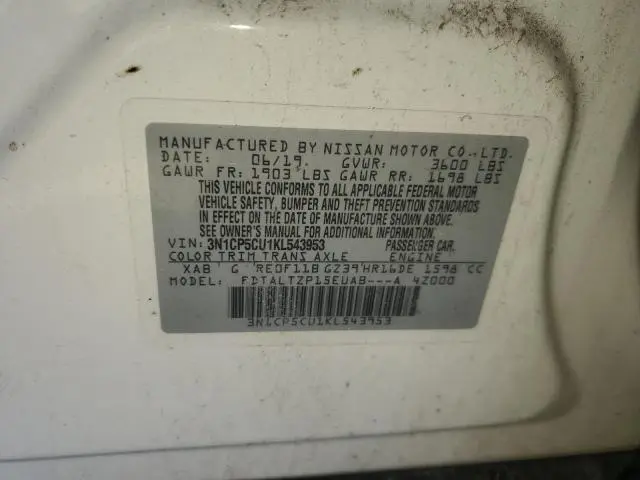 MANUFACTURED BY NISSAN MOTOR CO., LTD.
DATE: 06/19. GVWR: 3600 LBS
GAWR FR: 1903 LBS GAWR RR: 1698 LBS
THIS VEHICLE CONFORMS TO ALL APPLICABLE FEDERAL MOTOR
VEHICLE SAFETY, BUMPER AND THEFT PREVENTION STANDARDS
IN EFFECT ON THE DATE OF MANUFACTURE SHOWN ABOVE.
SEE OWNER'S MANUAL FOR ADDITIONAL INFORMATION.
VIN: 3N1CP5CU1KL543953 PASSENGER CAR.
COLOR TRIM TRANS AXLE ENGINE
XAB G RE0F11B GZ39 HR16DE 1598 CC
MODEL: FDTALTZP15EUAB---A 4Z000
3N1CP5CU1KL543953